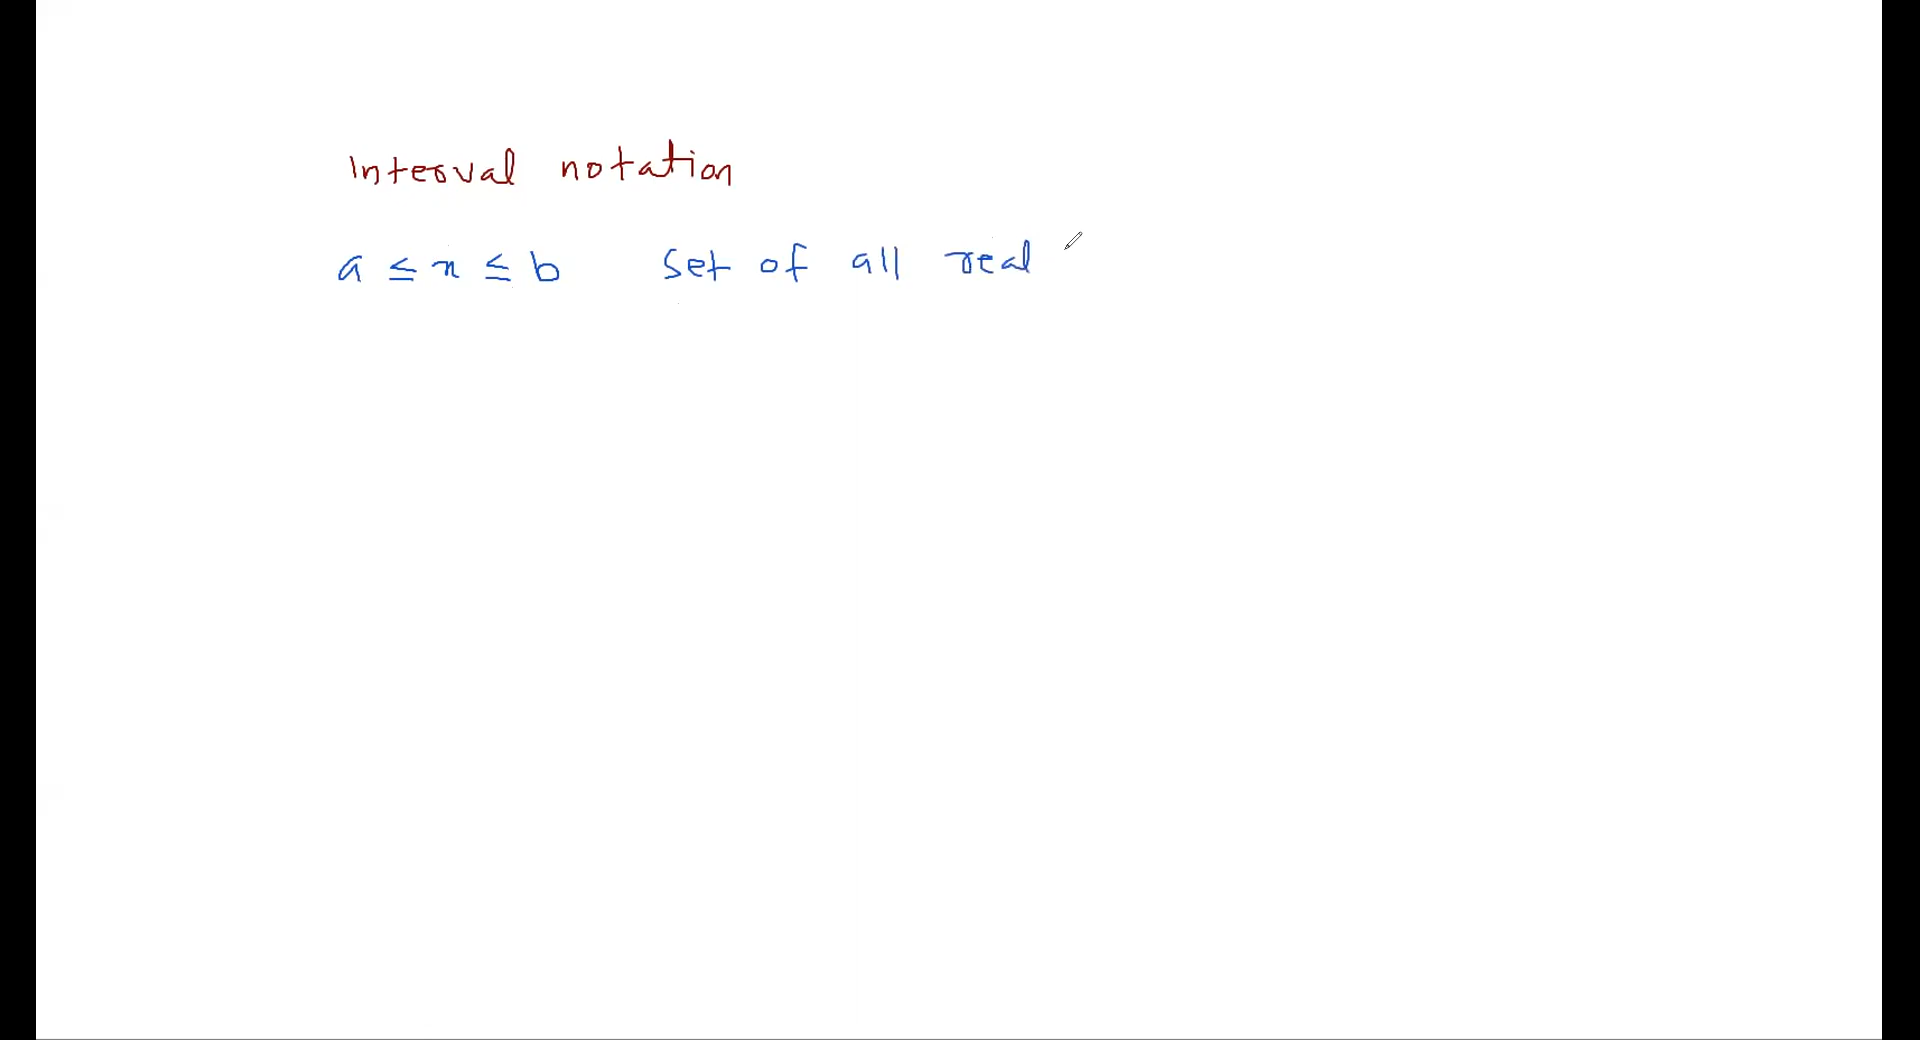 Interval notation
a ≤ x ≤ b set of all real